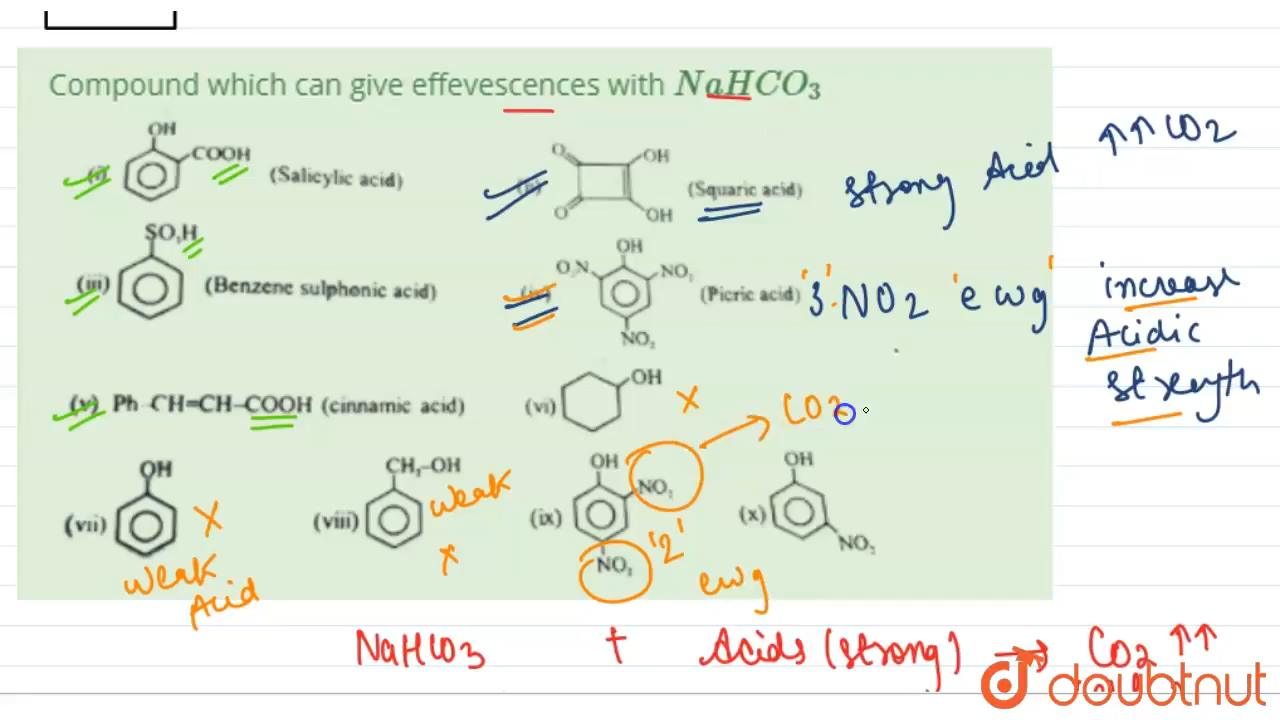 Compound which can give effevescences with NaHCO3
(i) OH COOH (Salicylic acid)
O O OH OH (Squaric acid)
strong Acid ↑↑ CO2
(iii) SO3H (Benzene sulphonic acid)
OH O2N NO2 NO2 (Picric acid)
'3' NO2 'ewg' increase
Acidic
strength
(v) Ph CH=CH-COOH (cinnamic acid)
(vi) OH X
CO2
(vii) OH X
weak
Acid
(viii) CH2-OH weak
X
(ix) OH NO2 NO2 '2'
ewg
(x) OH NO2
NaHCO3 + Acids (strong) → CO2 ↑↑
doubtnut